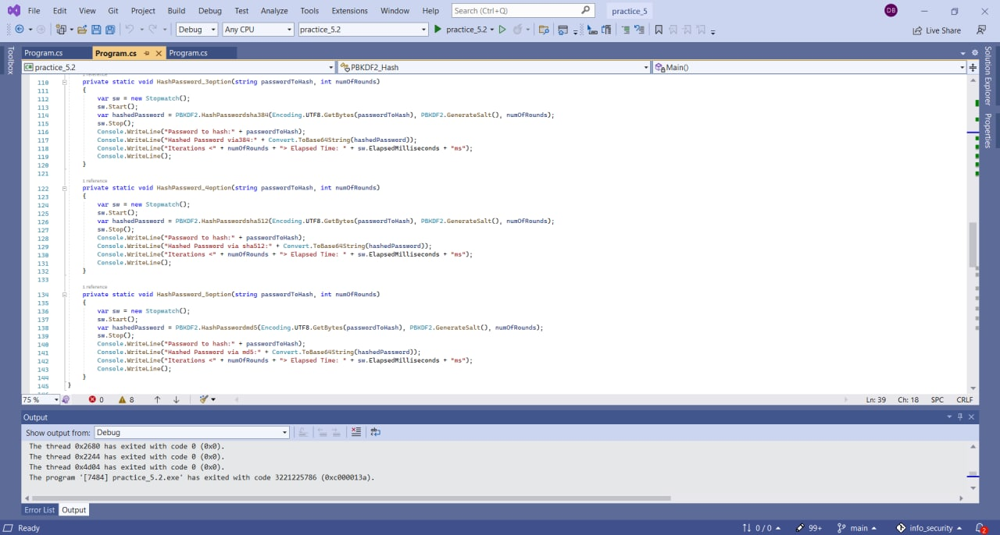 File Edit View Git Project Build Debug Test Analyze Tools Extensions Window Help Search (Ctrl+Q) practice_5 DB
Debug Any CPU practice_5.2 practice_5.2 Live Share
Toolbox
Program.cs Program.cs Program.cs
practice_5.2 PBKDF2_Hash Main()
110 private static void HashPassword_3option(string passwordToHash, int numOfRounds)
111 {
112 var sw = new Stopwatch();
113 sw.Start();
114 var hashedPassword = PBKDF2.HashPasswordsha384(Encoding.UTF8.GetBytes(passwordToHash), PBKDF2.GenerateSalt(), numOfRounds);
115 sw.Stop();
116 Console.WriteLine("Password to hash:" + passwordToHash);
117 Console.WriteLine("Hashed Password via384:" + Convert.ToBase64String(hashedPassword));
118 Console.WriteLine("Iterations <" + numOfRounds + "> Elapsed Time: " + sw.ElapsedMilliseconds + "ms");
119 Console.WriteLine();
120 }
121
1 reference
122 private static void HashPassword_4option(string passwordToHash, int numOfRounds)
123 {
124 var sw = new Stopwatch();
125 sw.Start();
126 var hashedPassword = PBKDF2.HashPasswordsha512(Encoding.UTF8.GetBytes(passwordToHash), PBKDF2.GenerateSalt(), numOfRounds);
127 sw.Stop();
128 Console.WriteLine("Password to hash:" + passwordToHash);
129 Console.WriteLine("Hashed Password via sha512:" + Convert.ToBase64String(hashedPassword));
130 Console.WriteLine("Iterations <" + numOfRounds + "> Elapsed Time: " + sw.ElapsedMilliseconds + "ms");
131 Console.WriteLine();
132 }
133
1 reference
134 private static void HashPassword_5option(string passwordToHash, int numOfRounds)
135 {
136 var sw = new Stopwatch();
137 sw.Start();
138 var hashedPassword = PBKDF2.HashPasswordmd5(Encoding.UTF8.GetBytes(passwordToHash), PBKDF2.GenerateSalt(), numOfRounds);
139 sw.Stop();
140 Console.WriteLine("Password to hash:" + passwordToHash);
141 Console.WriteLine("Hashed Password via md5:" + Convert.ToBase64String(hashedPassword));
142 Console.WriteLine("Iterations <" + numOfRounds + "> Elapsed Time: " + sw.ElapsedMilliseconds + "ms");
143 Console.WriteLine();
144 }
145 }
Solution Explorer
Properties
75 % 0 8 Ln: 39 Ch: 18 SPC CRLF
Output
Show output from: Debug
The thread 0x2680 has exited with code 0 (0x0).
The thread 0x2244 has exited with code 0 (0x0).
The thread 0x4d04 has exited with code 0 (0x0).
The program '[7484] practice_5.2.exe' has exited with code 3221225786 (0xc000013a).
Error List Output
Ready 0 / 0 99+ main info_security 2